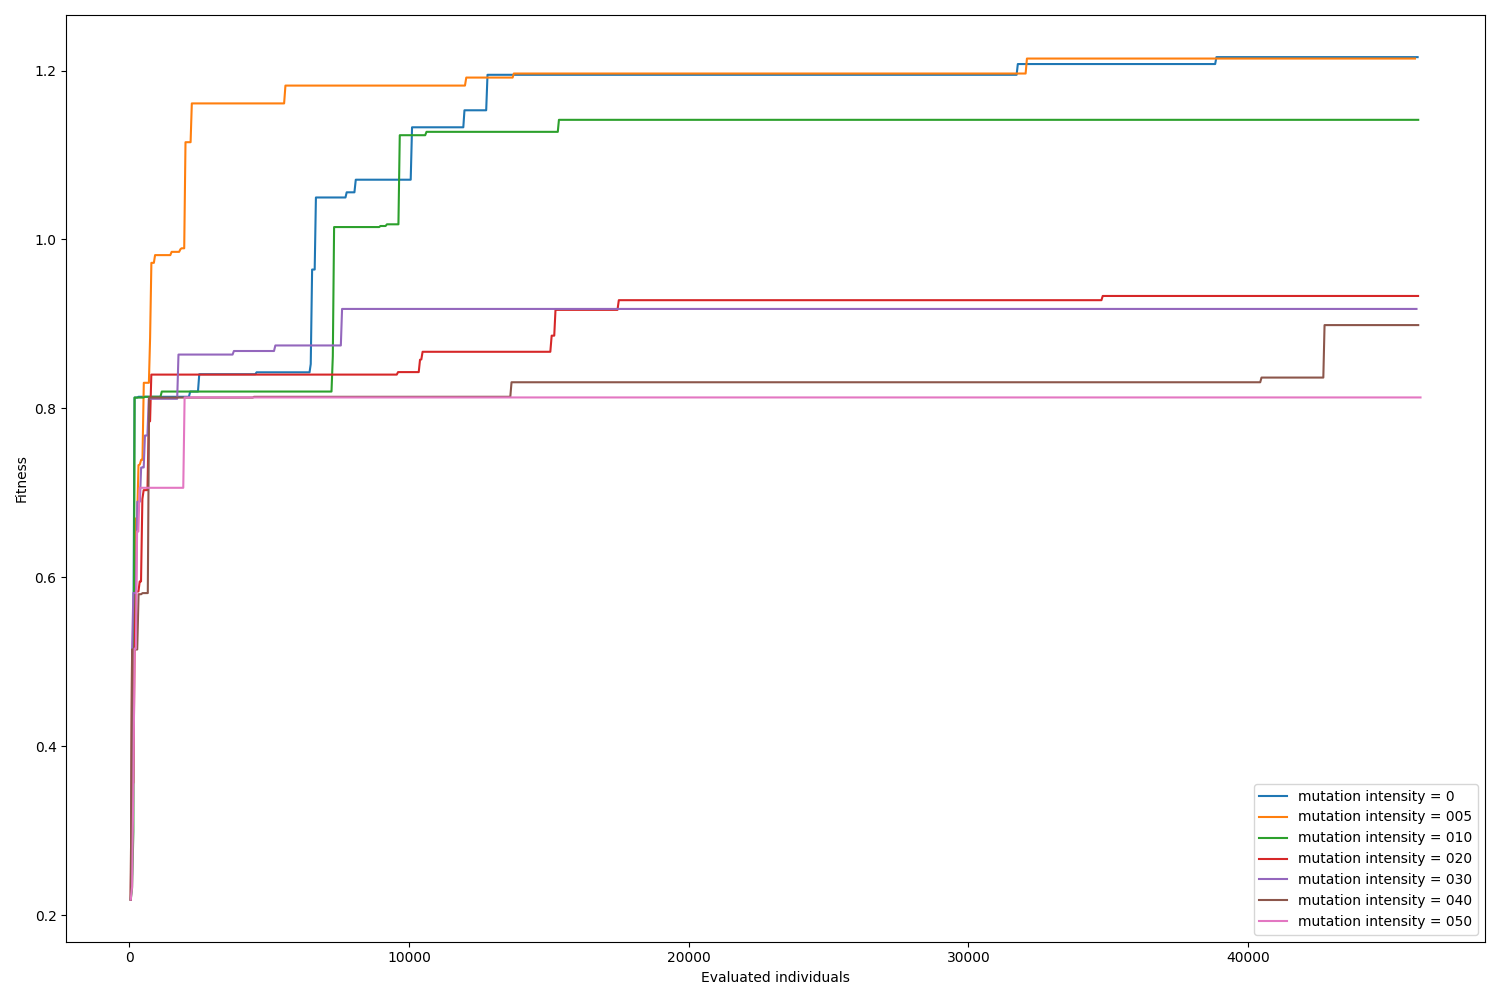 1.2
1.0
0.8
0.6
0.4
0.2
Fitness
0
10000
20000
30000
40000
Evaluated individuals
mutation intensity = 0
mutation intensity = 005
mutation intensity = 010
mutation intensity = 020
mutation intensity = 030
mutation intensity = 040
mutation intensity = 050